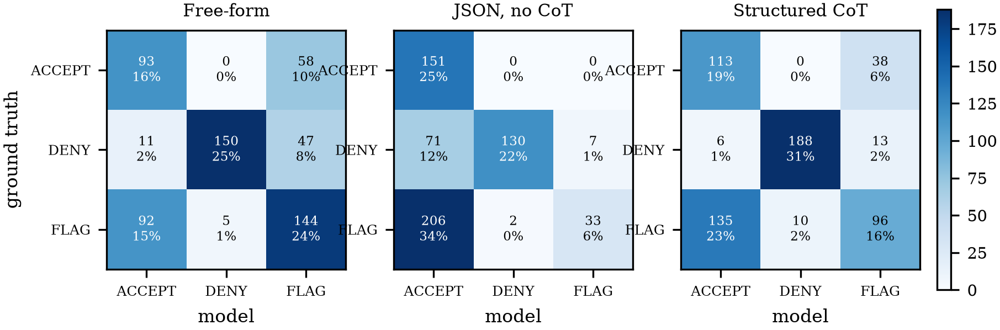 Free-form
JSON, no CoT
Structured CoT
ground truth
ACCEPT
93
16%
0
0%
58
10%
DENY
11
2%
150
25%
47
8%
FLAG
92
15%
5
1%
144
24%
ACCEPT
DENY
FLAG
model
ACCEPT
151
25%
0
0%
0
0%
DENY
71
12%
130
22%
7
1%
FLAG
206
34%
2
0%
33
6%
ACCEPT
DENY
FLAG
model
ACCEPT
113
19%
0
0%
38
6%
DENY
6
1%
188
31%
13
2%
FLAG
135
23%
10
2%
96
16%
ACCEPT
DENY
FLAG
model
175
150
125
100
75
50
25
0